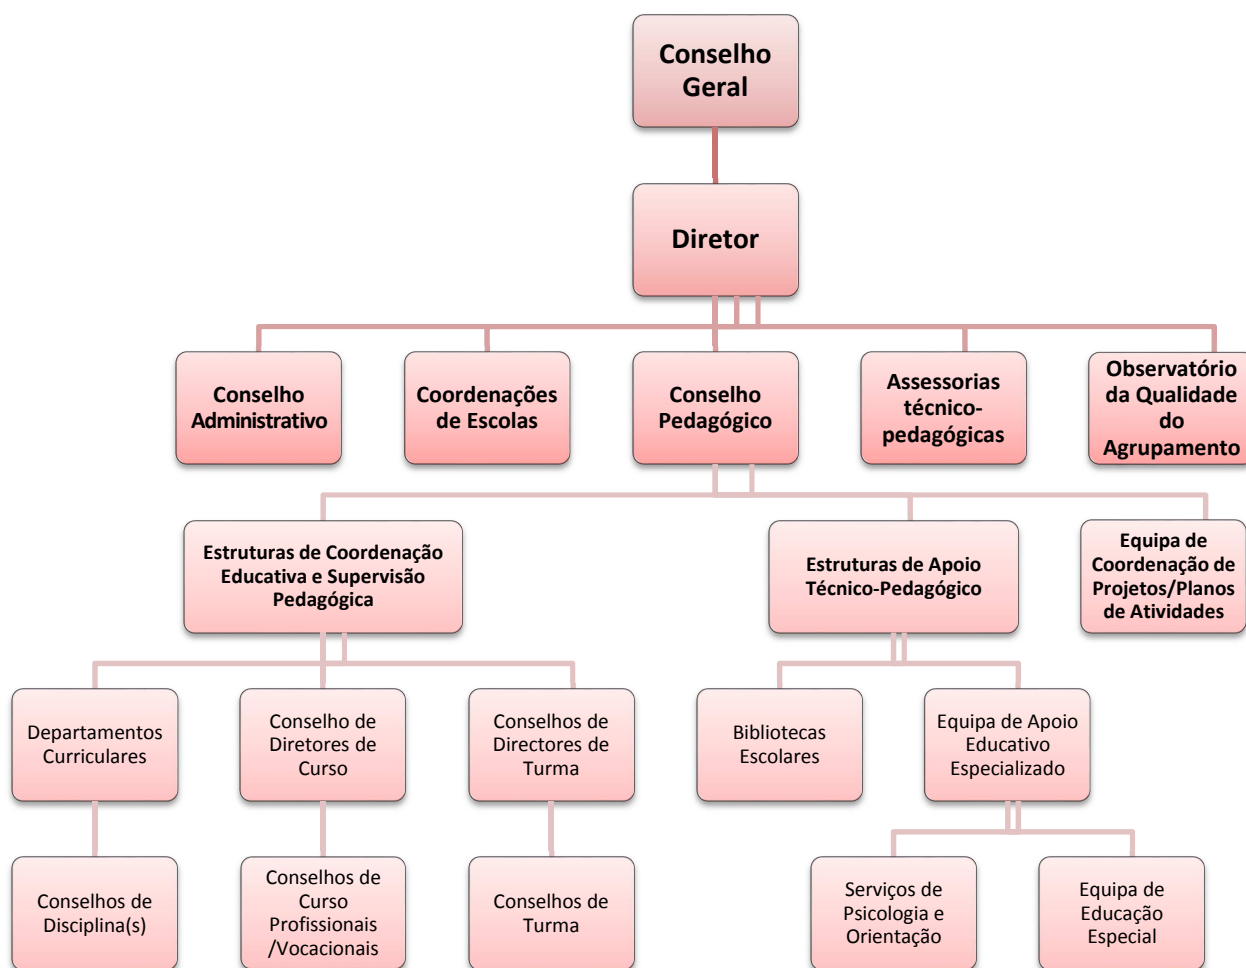 Conselho
Geral
Diretor
Conselho
Administrativo
Coordenações
de Escolas
Conselho
Pedagógico
Assessorias
técnico-
pedagógicas
Observatório
da Qualidade
do
Agrupamento
Estruturas de Coordenação
Educativa e Supervisão
Pedagógica
Estruturas de Apoio
Técnico-Pedagógico
Equipa de
Coordenação de
Projetos/Planos
de Atividades
Departamentos
Curriculares
Conselho de
Diretores de
Curso
Conselhos de
Directores de
Turma
Bibliotecas
Escolares
Equipa de Apoio
Educativo
Especializado
Conselhos de
Disciplina(s)
Conselhos de
Curso
Profissionais
/Vocacionais
Conselhos de
Turma
Serviços de
Psicologia e
Orientação
Equipa de
Educação
Especial